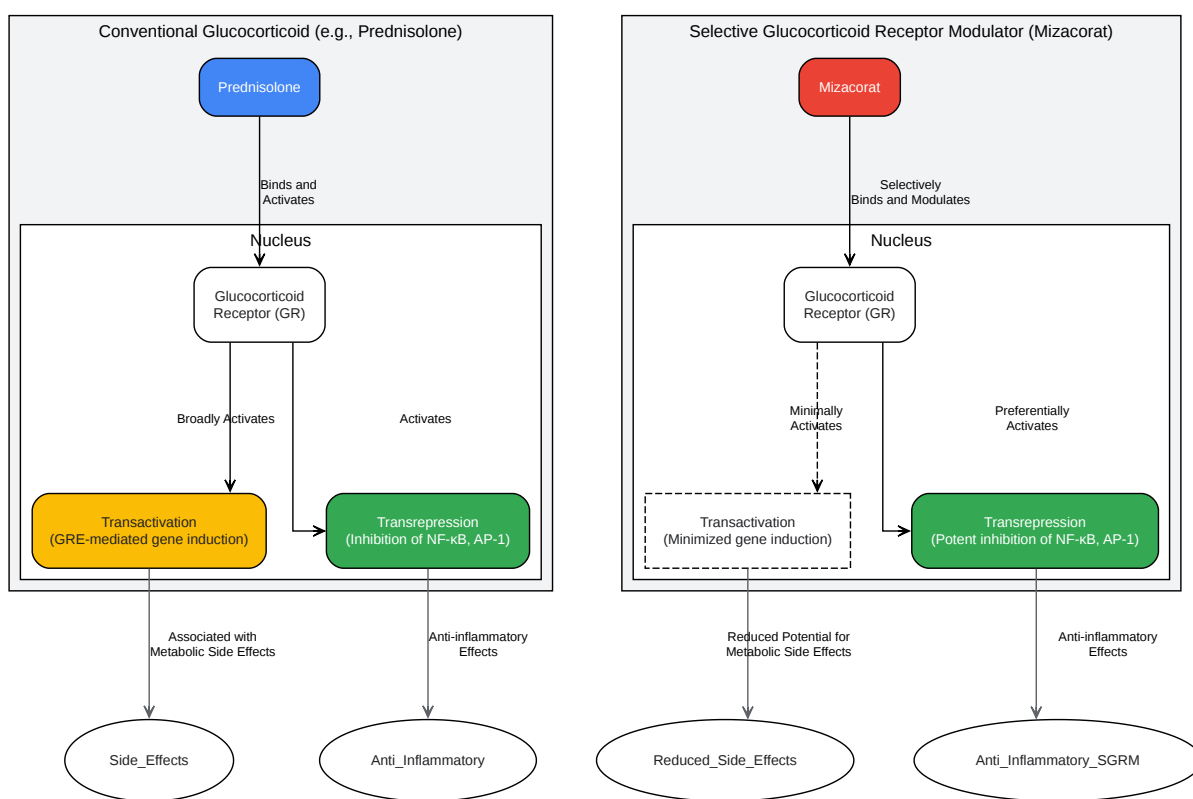 Conventional Glucocorticoid (e.g., Prednisolone)
Prednisolone
Binds and
Activates
Nucleus
Glucocorticoid
Receptor (GR)
Broadly Activates
Activates
Transactivation
(GRE-mediated gene induction)
Transrepression
(Inhibition of NF-κB, AP-1)
Associated with
Metabolic Side Effects
Anti-inflammatory
Effects
Side_Effects
Anti_Inflammatory
Selective Glucocorticoid Receptor Modulator (Mizacorat)
Mizacorat
Selectively
Binds and Modulates
Nucleus
Glucocorticoid
Receptor (GR)
Minimally
Activates
Preferentially
Activates
Transactivation
(Minimized gene induction)
Transrepression
(Potent inhibition of NF-κB, AP-1)
Reduced Potential for
Metabolic Side Effects
Anti-inflammatory
Effects
Reduced_Side_Effects
Anti_Inflammatory_SGRM